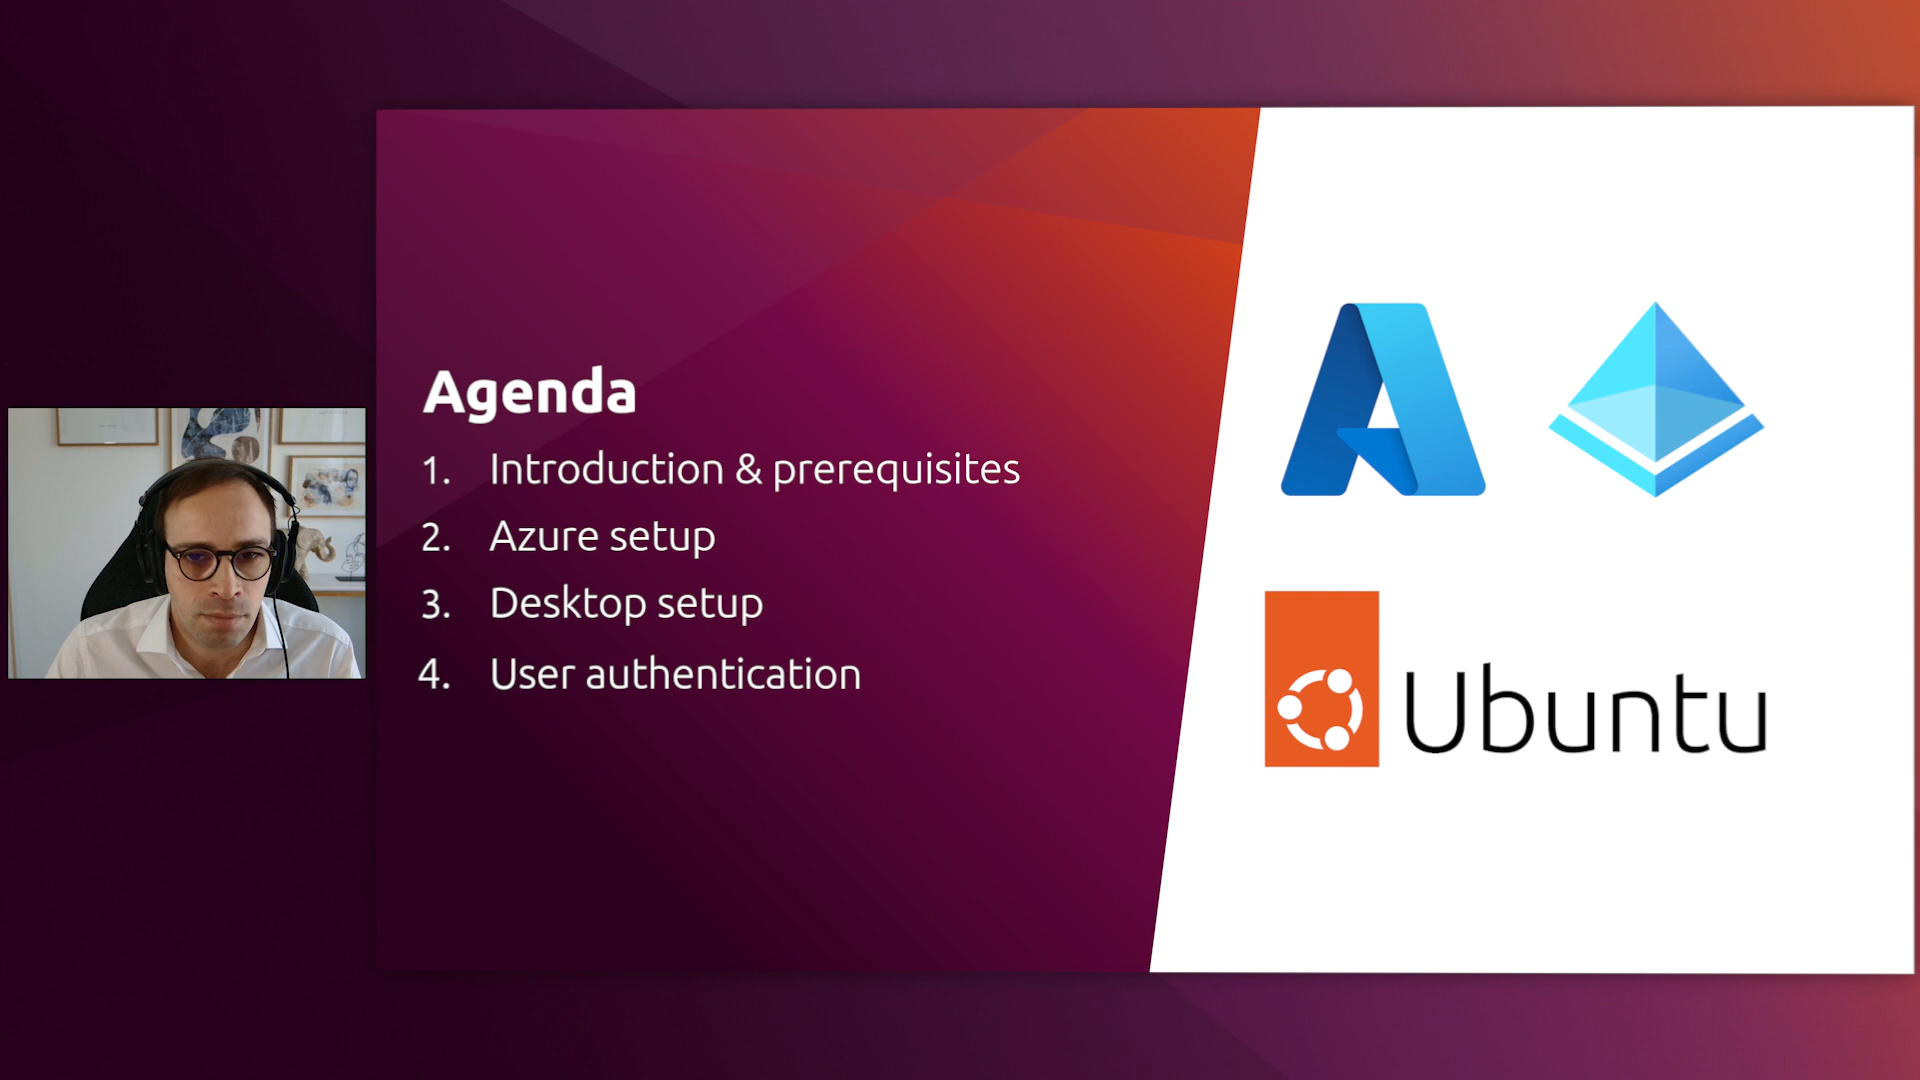 Agenda
1. Introduction & prerequisites
2. Azure setup
3. Desktop setup
4. User authentication
Ubuntu